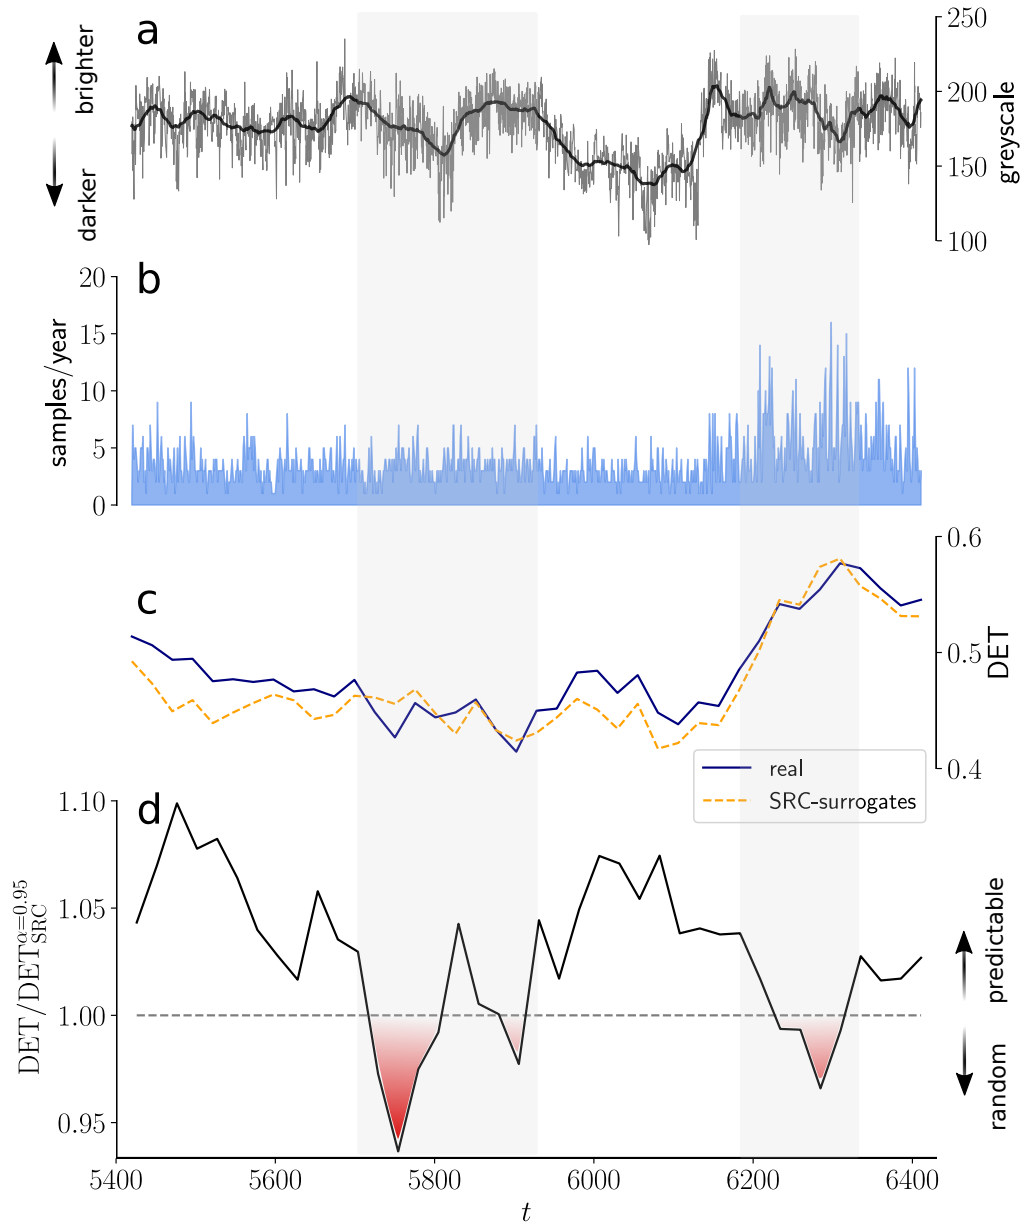 a
brighter
darker
250
200
150
100
greyscale
b
20
15
10
5
0
samples/year
c
0.6
0.5
0.4
DET
real
SRC-surrogates
d
1.10
1.05
1.00
0.95
DET/DET^{α=0.95}_{SRC}
predictable
random
5400 5600 5800 6000 6200 6400
t